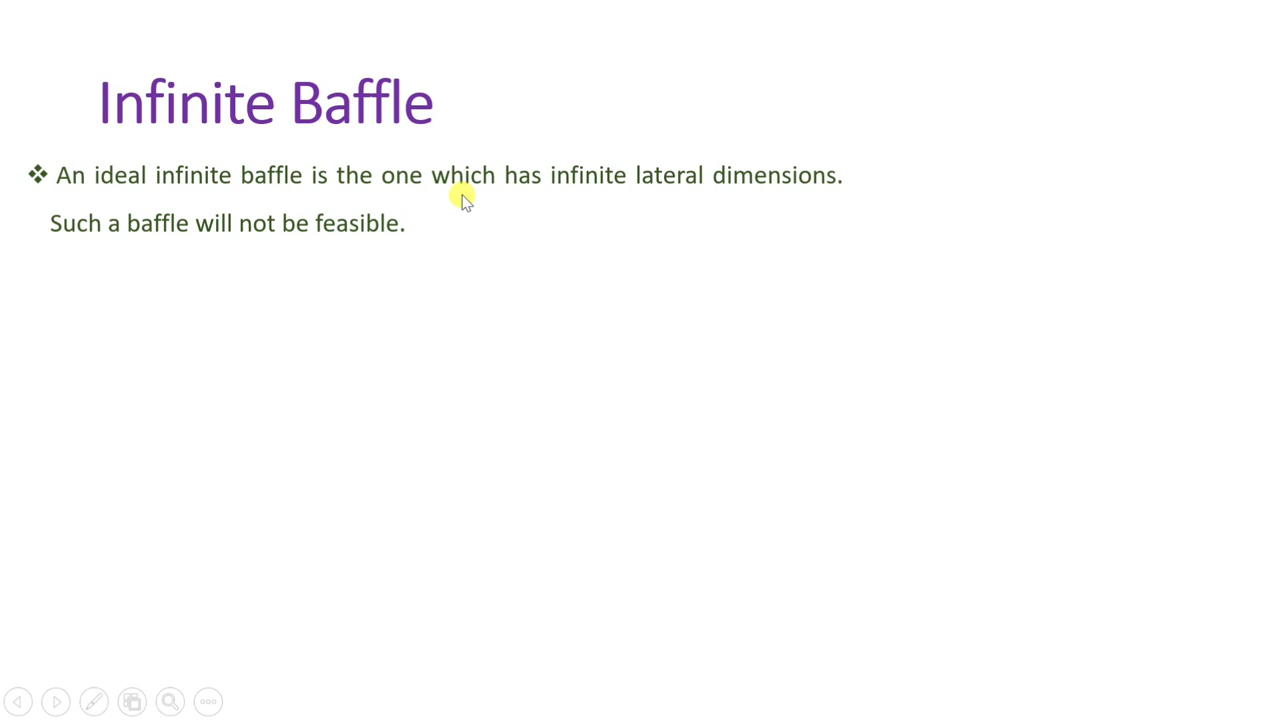 Infinite Baffle
❖ An ideal infinite baffle is the one which has infinite lateral dimensions.
Such a baffle will not be feasible.